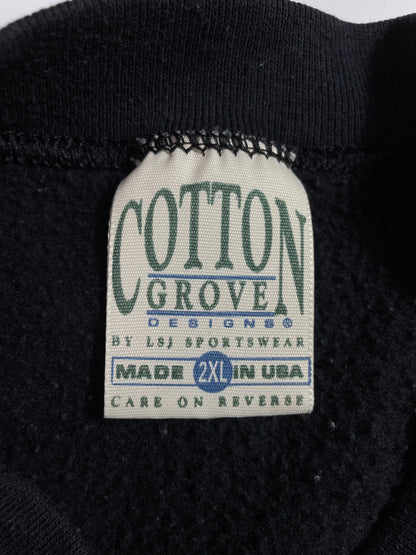 COTTON
GROVE
DESIGNS®
BY LSJ SPORTSWEAR
MADE 2XL IN USA
CARE ON REVERSE